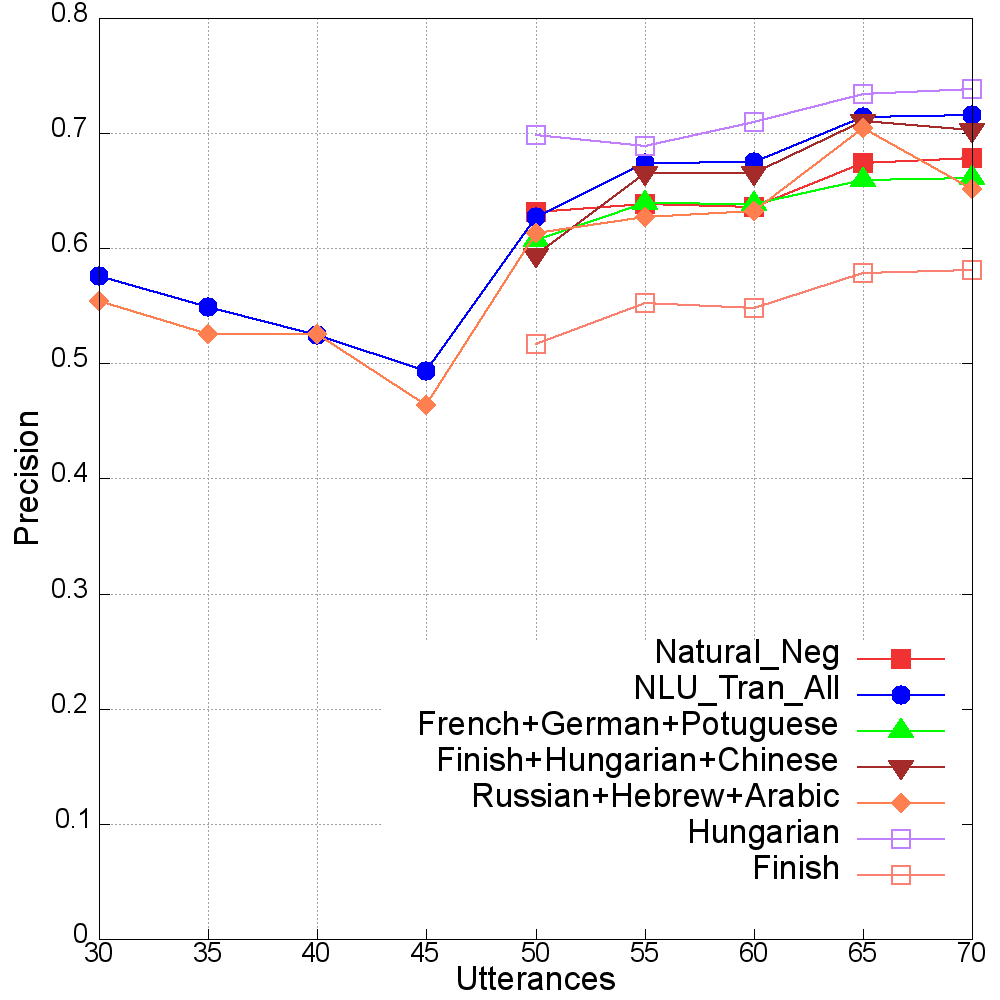 0.8
0.7
0.6
0.5
0.4
0.3
0.2
0.1
0
Precision
30 35 40 45 50 55 60 65 70
Utterances
Natural_Neg
NLU_Tran_All
French+German+Potuguese
Finish+Hungarian+Chinese
Russian+Hebrew+Arabic
Hungarian
Finish